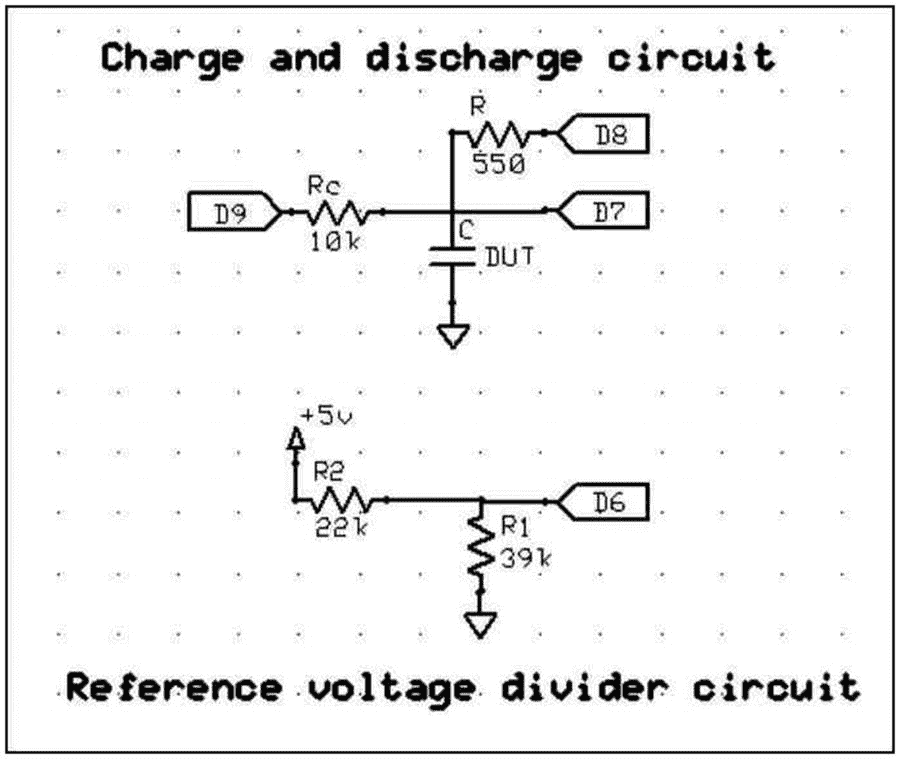 Charge and discharge circuit
R
D8
550
Rc
D9
D7
10k
C
DUT
+5v
R2
D6
22k
R1
39k
Reference voltage divider circuit